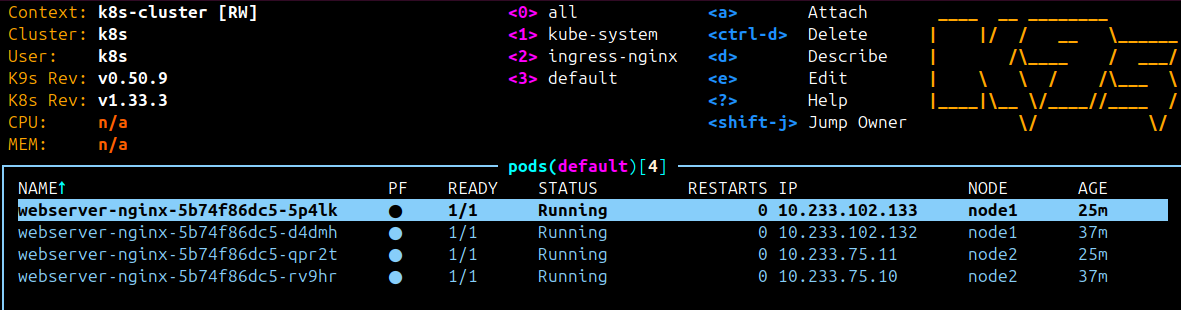 Context: k8s-cluster [RW] <0> all <a> Attach
Cluster: k8s <1> kube-system <ctrl-d> Delete
User: k8s <2> ingress-nginx <d> Describe
K9s Rev: v0.50.9 <3> default <e> Edit
K8s Rev: v1.33.3 <?> Help
CPU: n/a <shift-j> Jump Owner
MEM: n/a
pods(default)[4]
NAME↑ PF READY STATUS RESTARTS IP NODE AGE
webserver-nginx-5b74f86dc5-5p4lk ● 1/1 Running 0 10.233.102.133 node1 25m
webserver-nginx-5b74f86dc5-d4dmh ● 1/1 Running 0 10.233.102.132 node1 37m
webserver-nginx-5b74f86dc5-qpr2t ● 1/1 Running 0 10.233.75.11 node2 25m
webserver-nginx-5b74f86dc5-rv9hr ● 1/1 Running 0 10.233.75.10 node2 37m